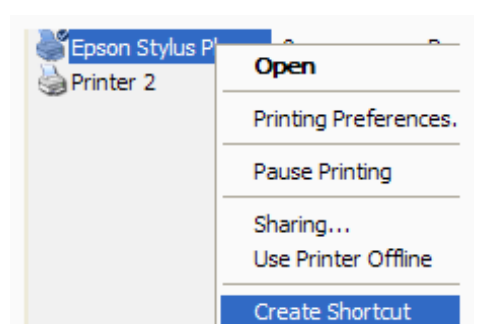 Epson Stylus
Printer 2
Open
Printing Preferences.
Pause Printing
Sharing...
Use Printer Offline
Create Shortcut